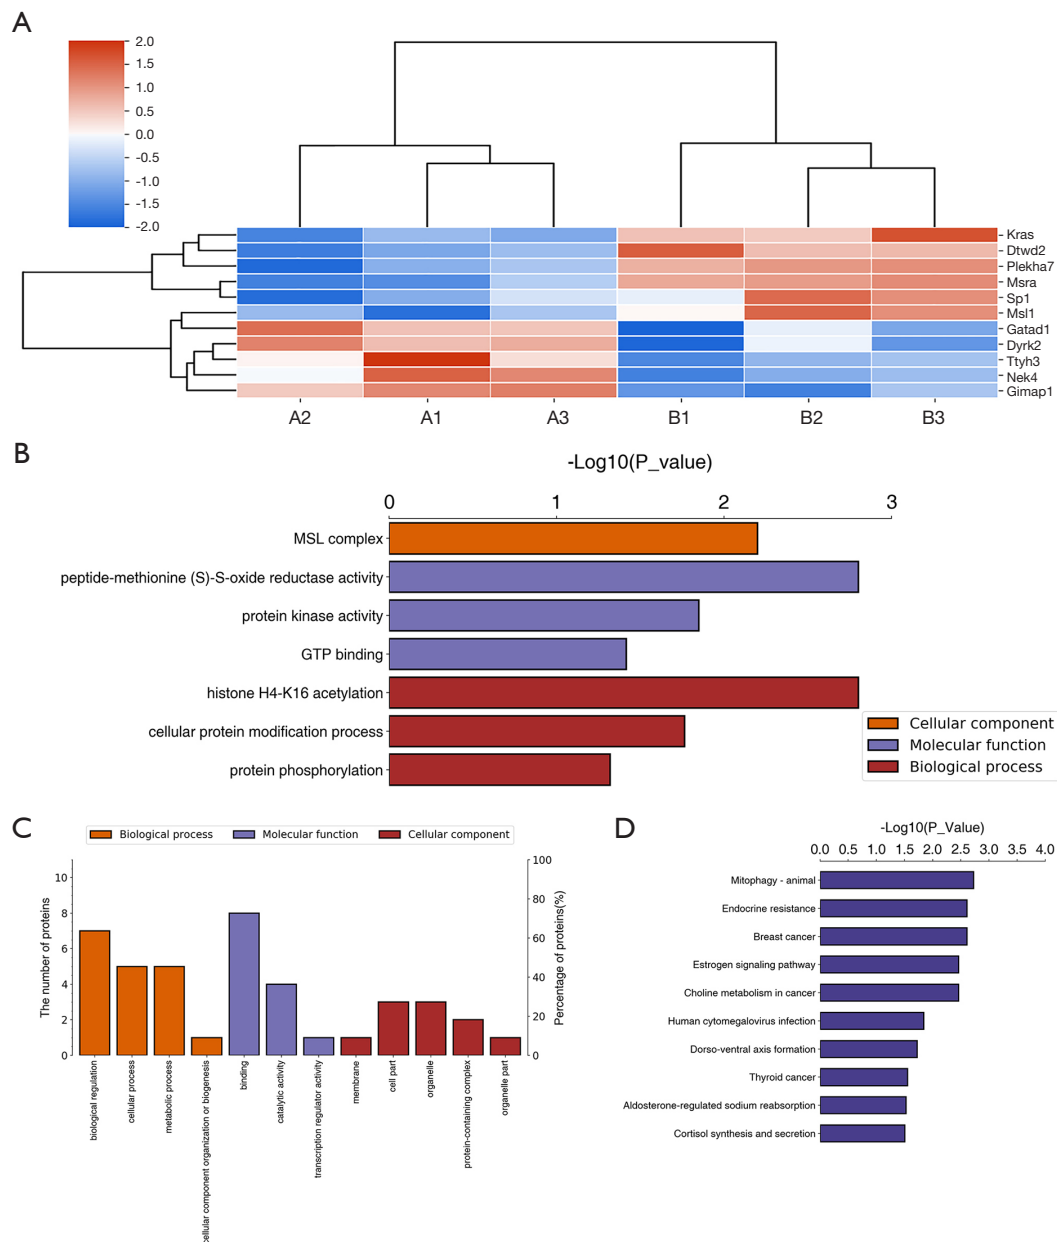 A
2.0
1.5
1.0
0.5
0.0
-0.5
-1.0
-1.5
-2.0
Kras
Dtwd2
Plekha7
Msra
Sp1
Msl1
Gatad1
Dyrk2
Ttyh3
Nek4
Gimap1
A2 A1 A3 B1 B2 B3
B
-Log10(P_value)
0 1 2 3
MSL complex
peptide-methionine (S)-S-oxide reductase activity
protein kinase activity
GTP binding
histone H4-K16 acetylation
cellular protein modification process
protein phosphorylation
Cellular component
Molecular function
Biological process
C
Biological process Molecular function Cellular component
The number of proteins
10
8
6
4
2
0
100
80
60
40
20
0
Percentage of proteins(%)
biological regulation
cellular process
metabolic process
cellular component organization or biogenesis
binding
catalytic activity
transcription regulator activity
membrane
cell part
organelle
protein-containing complex
organelle part
D
-Log10(P_Value)
0.0 0.5 1.0 1.5 2.0 2.5 3.0 3.5 4.0
Mitophagy - animal
Endocrine resistance
Breast cancer
Estrogen signaling pathway
Choline metabolism in cancer
Human cytomegalovirus infection
Dorso-ventral axis formation
Thyroid cancer
Aldosterone-regulated sodium reabsorption
Cortisol synthesis and secretion